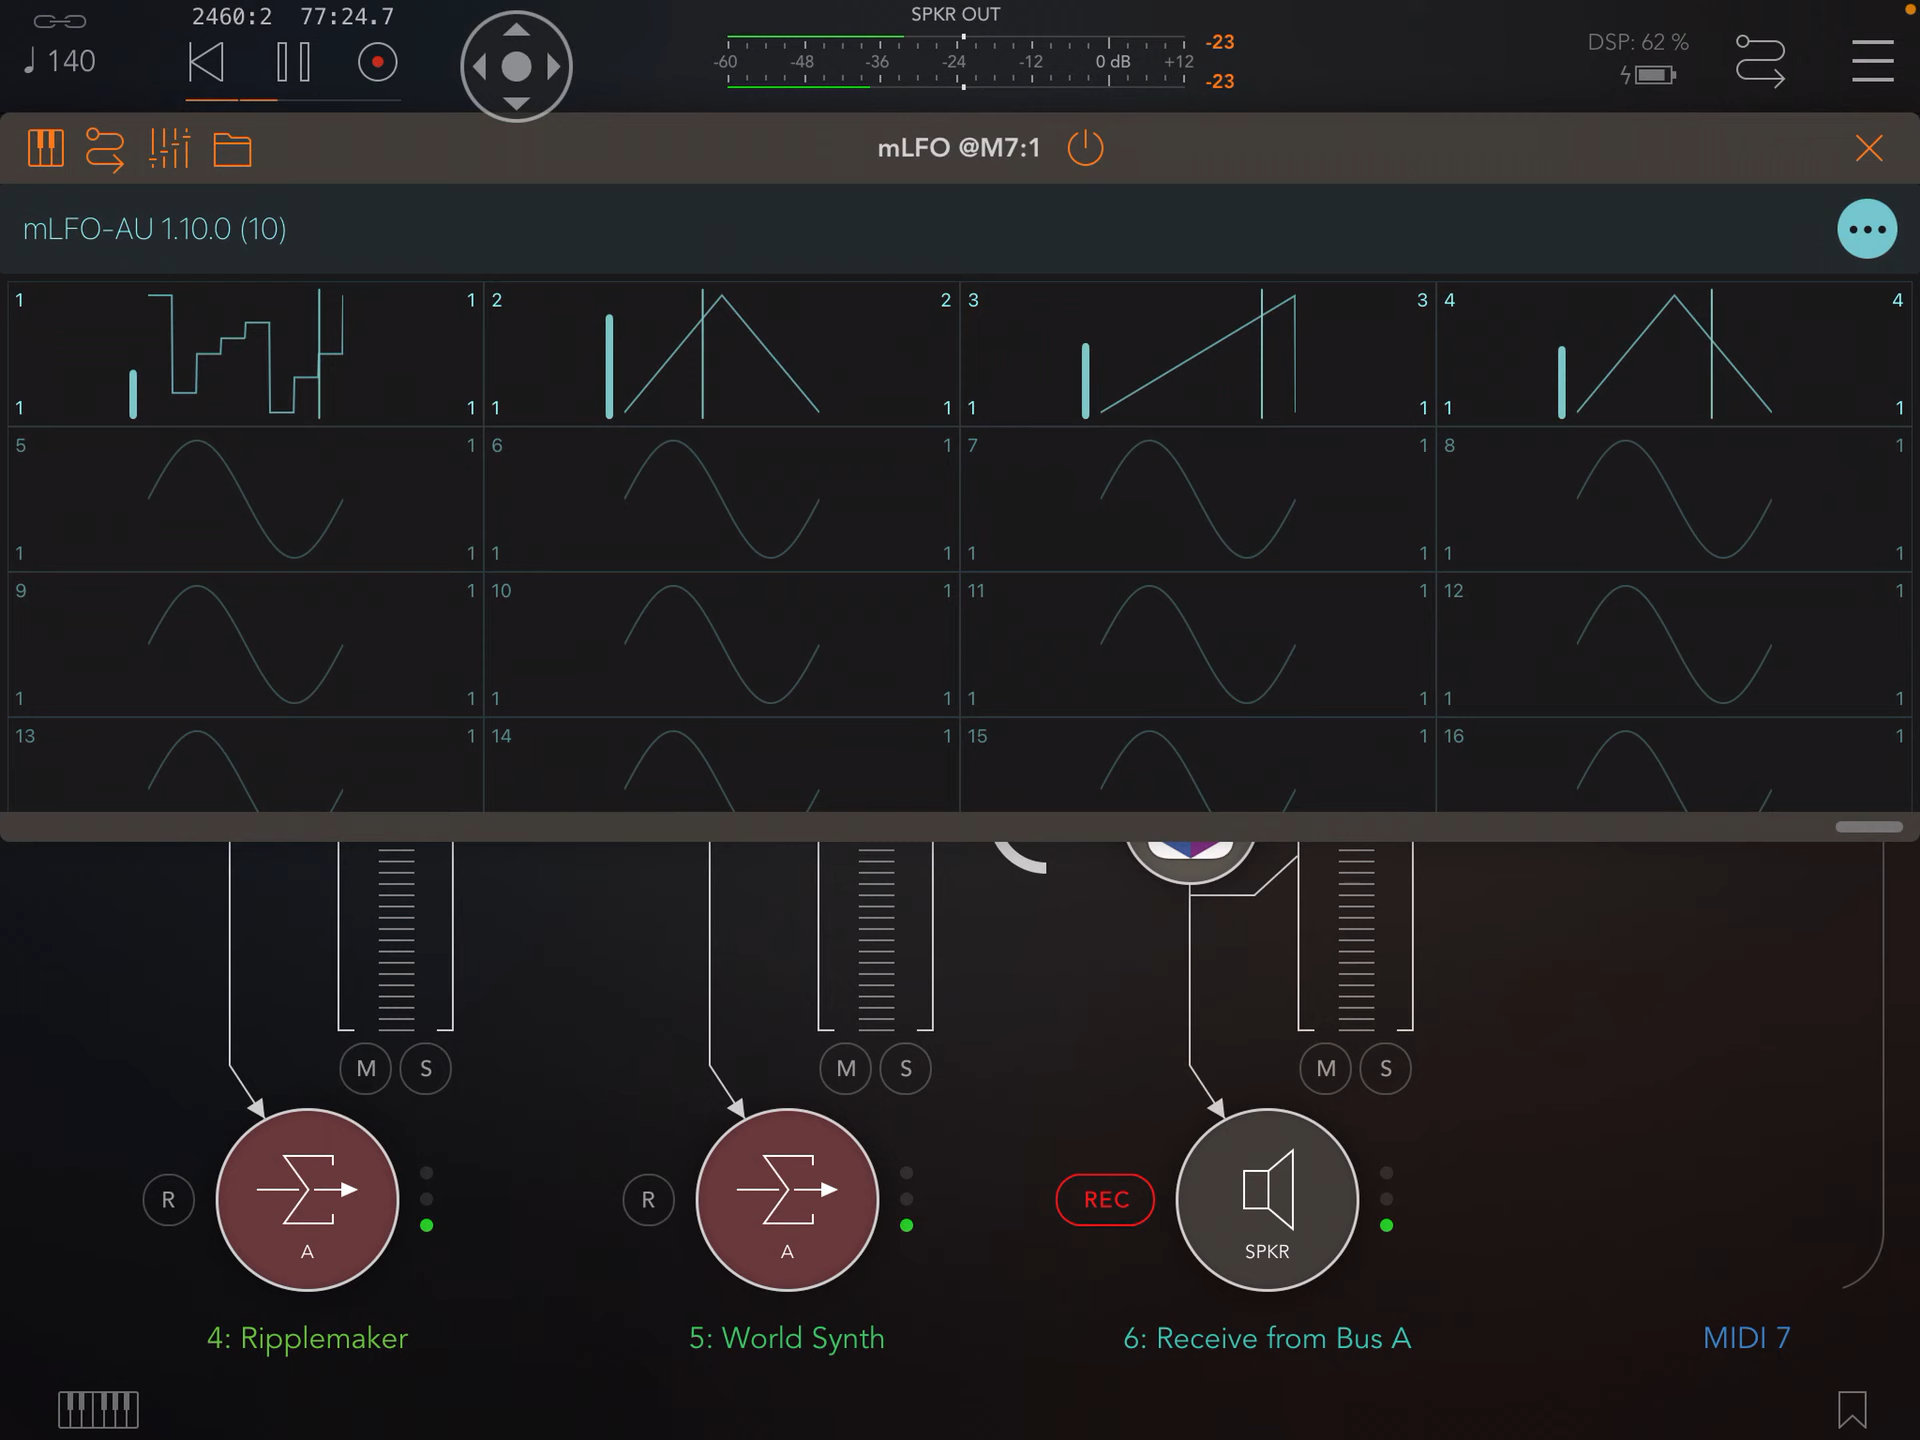 2460:2 77:24.7
140
SPKR OUT
-60 -48 -36 -24 -12 0 dB +12
-23
-23
DSP: 62 %
mLFO @M7:1
mLFO-AU 1.10.0 (10)
1 1 2 2 3 3 4 4
1 1 1 1 1 1 1 1
5 1 6 1 7 1 8 1
1 1 1 1 1 1 1 1
9 1 10 1 11 1 12 1
1 1 1 1 1 1 1 1
13 1 14 1 15 1 16 1
M S M S M S
R R REC
A A SPKR
4: Ripplemaker 5: World Synth 6: Receive from Bus A MIDI 7